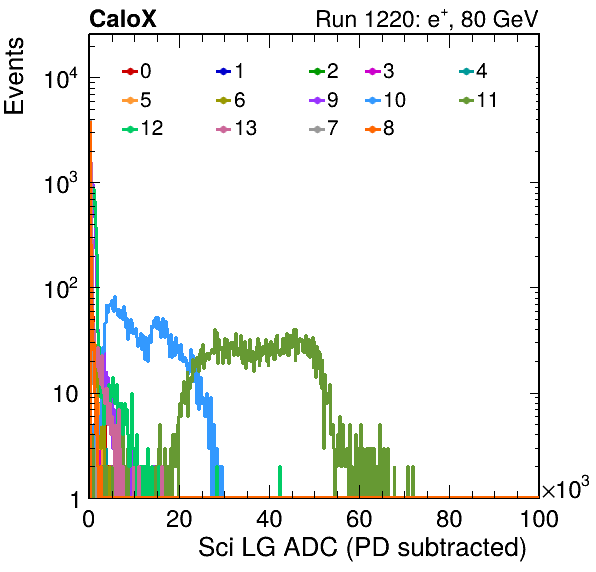 CaloX Run 1220: e⁺, 80 GeV
Events
10⁴
10³
10²
10
1
0 1 2 3 4
5 6 9 10 11
12 13 7 8
0 20 40 60 80 100
×10³
Sci LG ADC (PD subtracted)